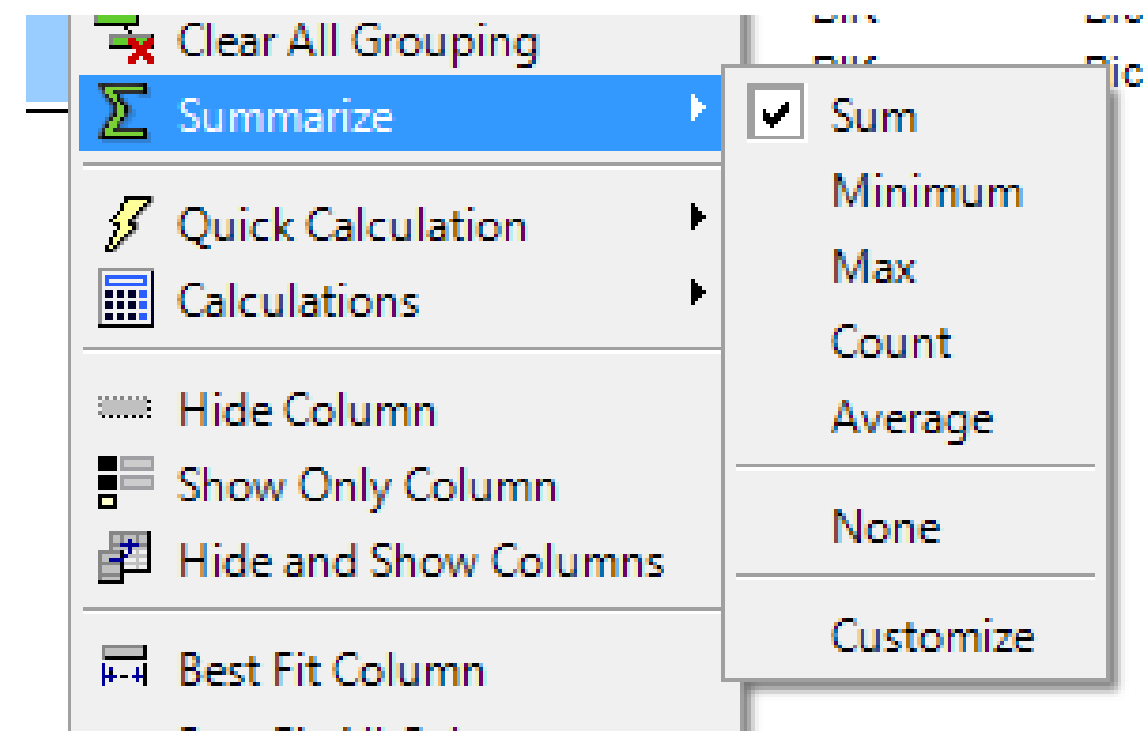 Clear All Grouping
Summarize
Quick Calculation
Calculations
Hide Column
Show Only Column
Hide and Show Columns
Best Fit Column
Sum
Minimum
Max
Count
Average
None
Customize